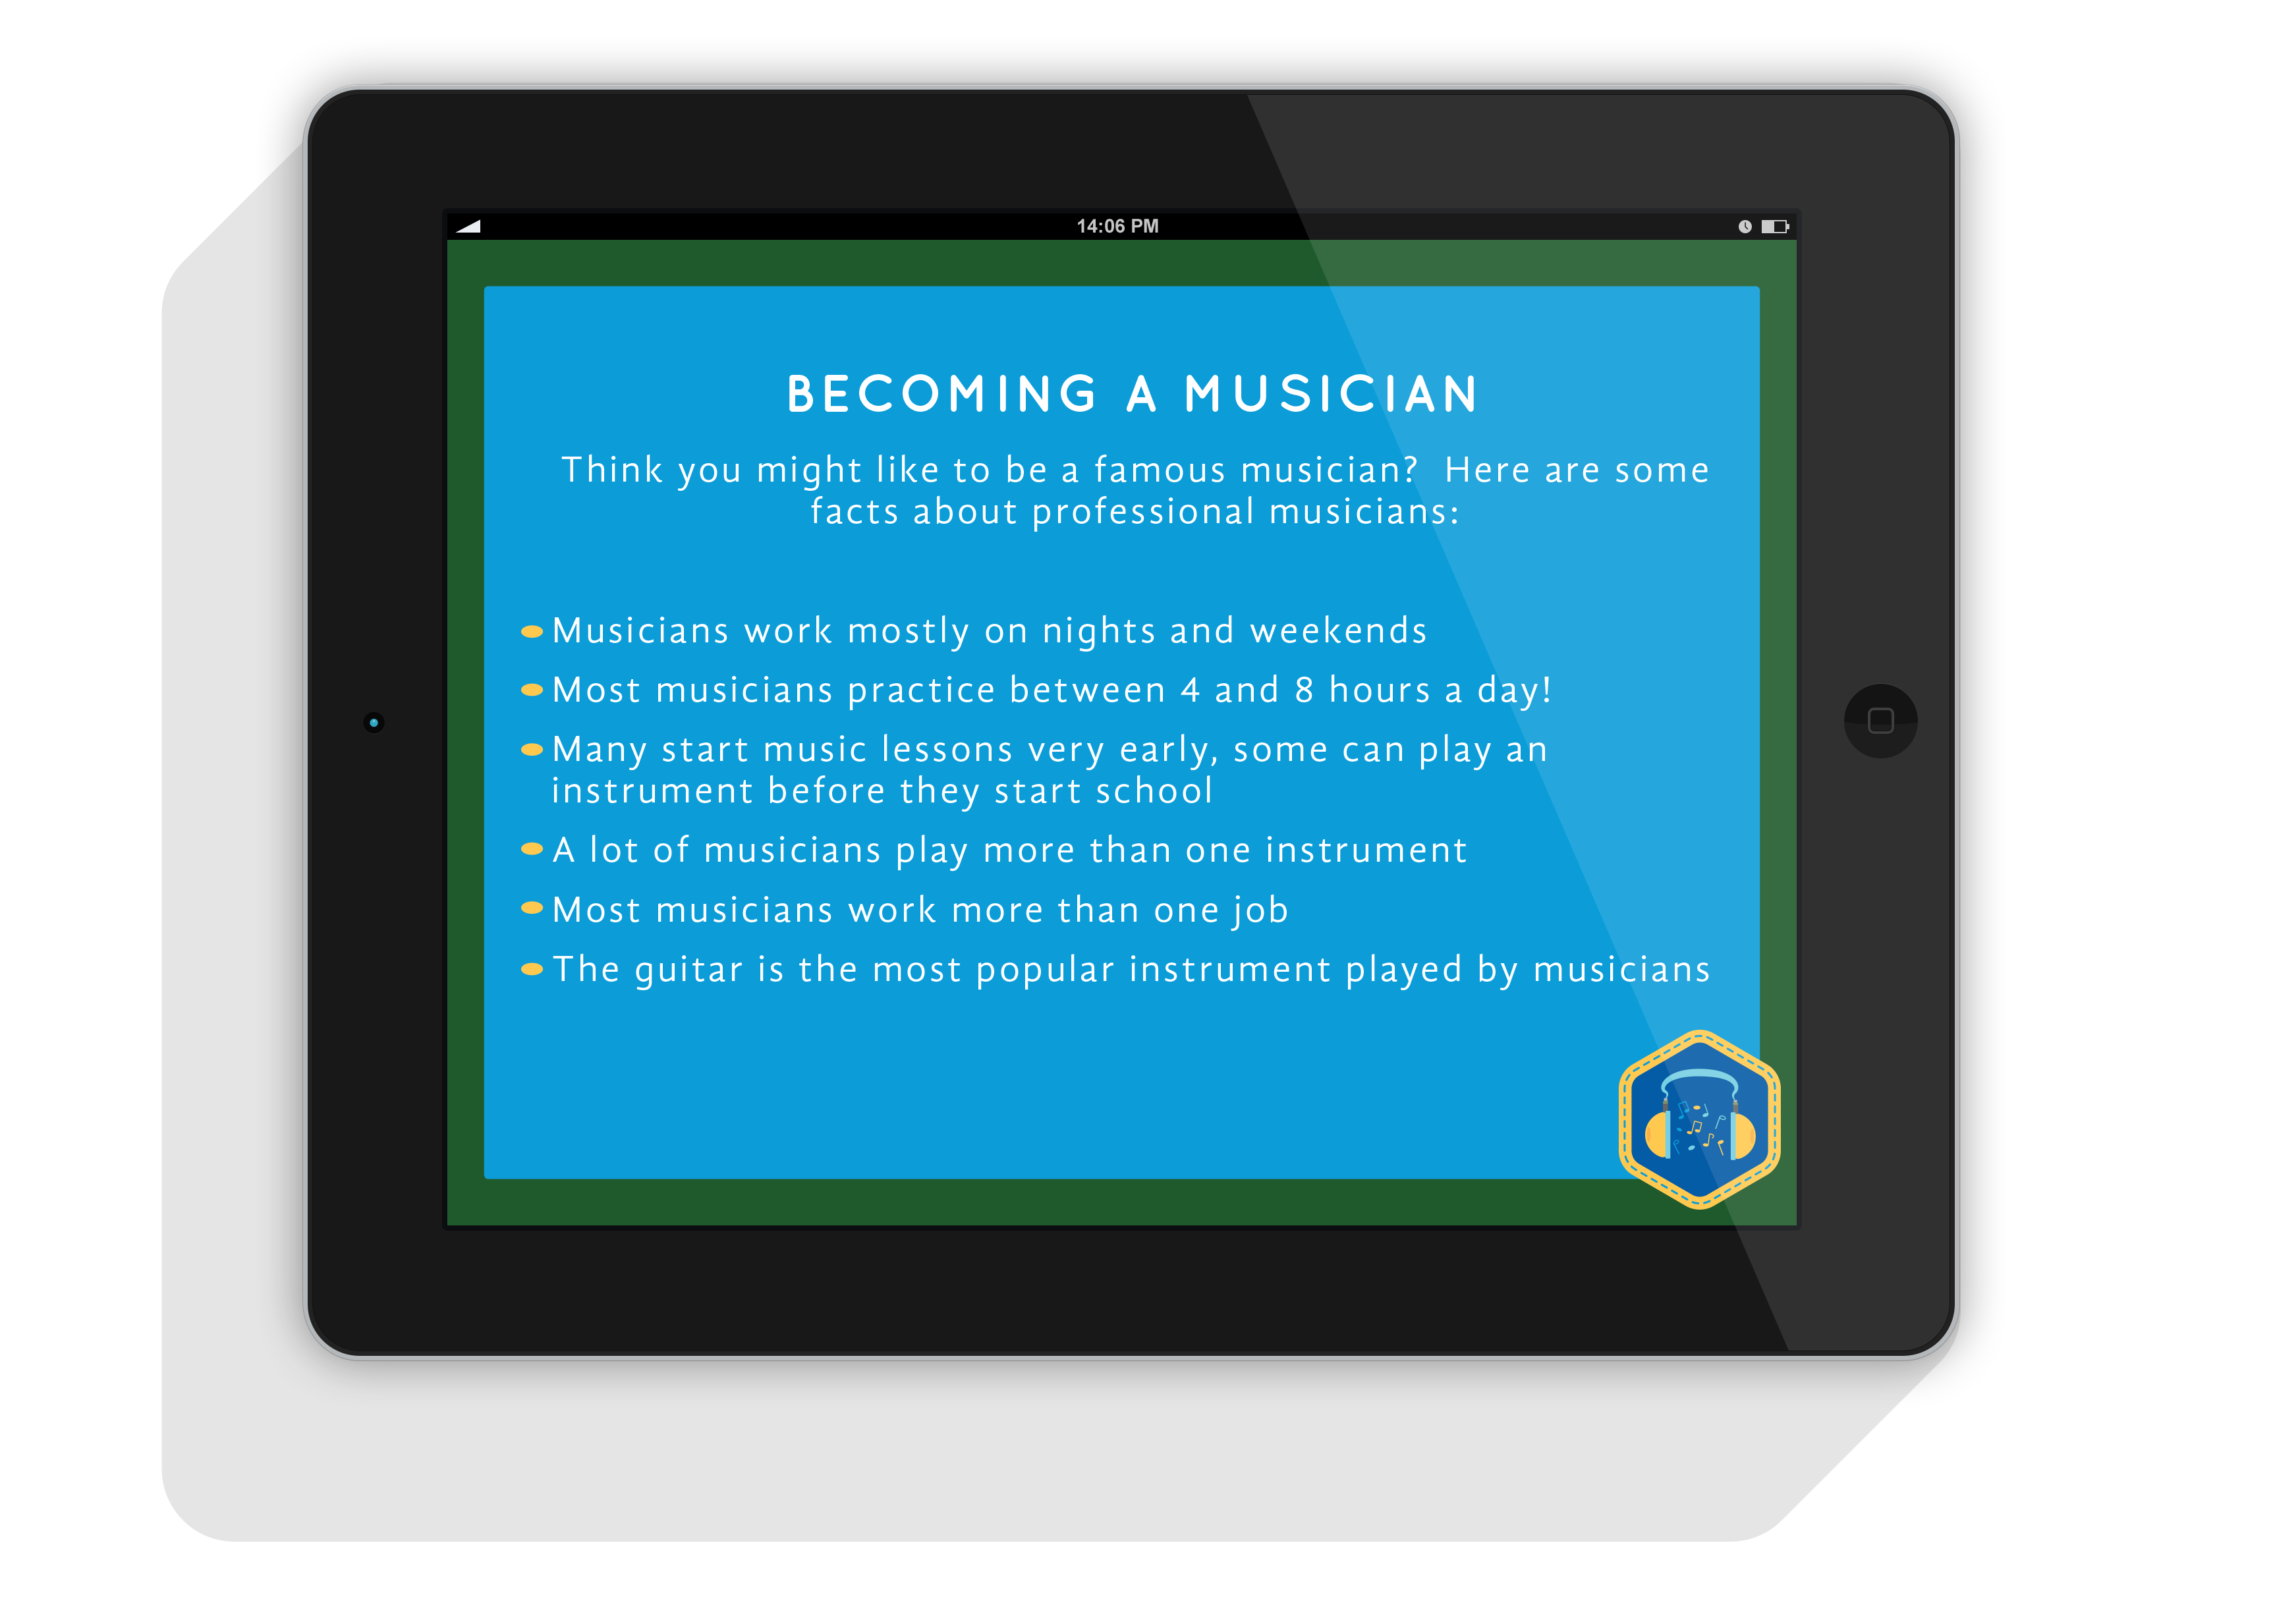 14:06 PM
BECOMING A MUSICIAN
Think you might like to be a famous musician?  Here are some
facts about professional musicians:
Musicians work mostly on nights and weekends
Most musicians practice between 4 and 8 hours a day!
Many start music lessons very early, some can play an
instrument before they start school
A lot of musicians play more than one instrument
Most musicians work more than one job
The guitar is the most popular instrument played by musicians